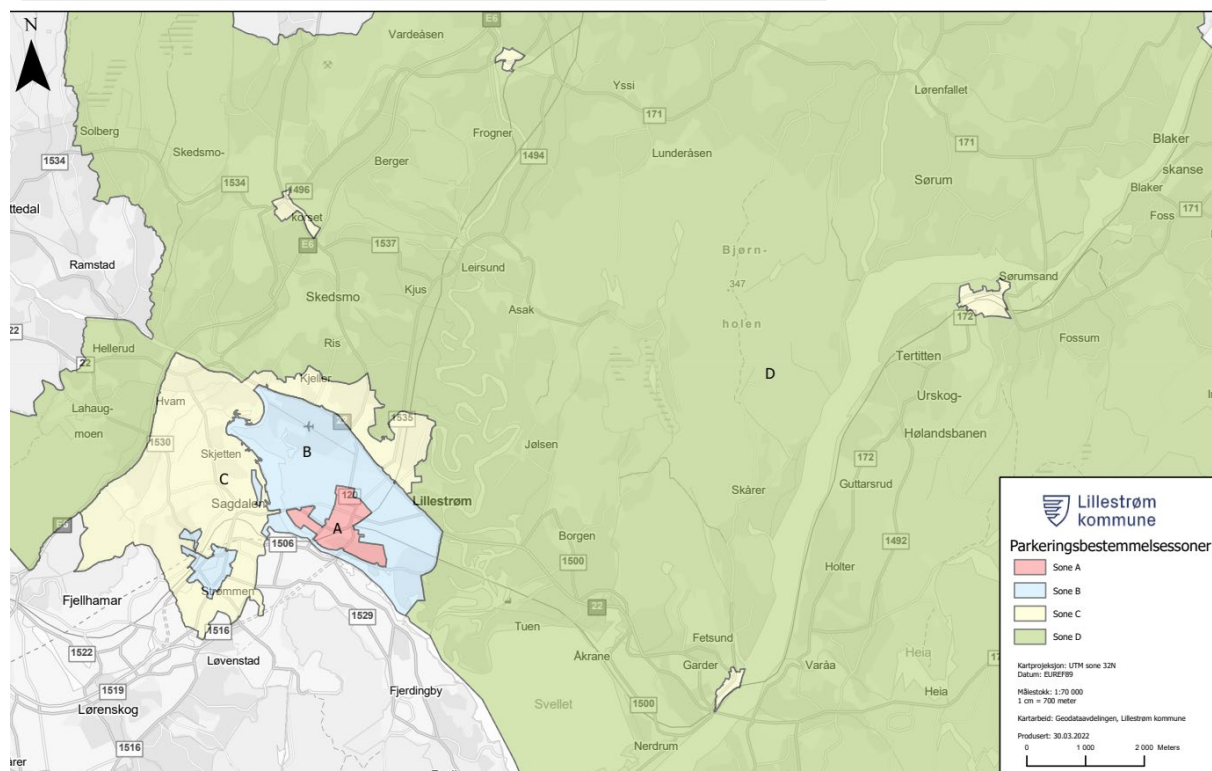 N
E6
Vardeåsen
Yssi
Lørenfallet
171
Solberg
Frogner
171
Blaker
Skedsmo-
1494
Lunderåsen
skanse
1534
Berger
Blaker
1534
1496
Sørum
171
ttedal
korset
Foss
E6
1537
Bjørn-
Ramstad
Leirsund
Sørumsand
Kjus
347
Skedsmo
Asak
holen
22
172
Ris
Fossum
Hellerud
Tertitten
22
Kjeller
D
Hvam
Urskog-
Lahaug-
22
1535
moen
Hølandsbanen
1530
B
Jølsen
Skjetten
172
C
Guttarsrud
Skårer
120
Lillestrøm
Sagdalen
A
E6
Borgen
1506
1492
1500
Holter
Strømmen
Fjellhamar
22
1529
Tuen
Fetsund
1516
1522
Åkrane
Løvenstad
Garder
Varåa
Heia
1519
Fjerdingby
Heia
Svellet
1500
Lørenskog
1516
Nerdrum
arer
Lillestrøm
kommune
Parkeringsbestemmelsessoner
Sone A
Sone B
Sone C
Sone D
Kartprojeksjon: UTM sone 32N
Datum: EUREF89
Målestokk: 1:70 000
1 cm = 700 meter
Kartarbeid: Geodataavdelingen, Lillestrøm kommune
Produsert: 30.03.2022
0 1 000 2 000 Meters